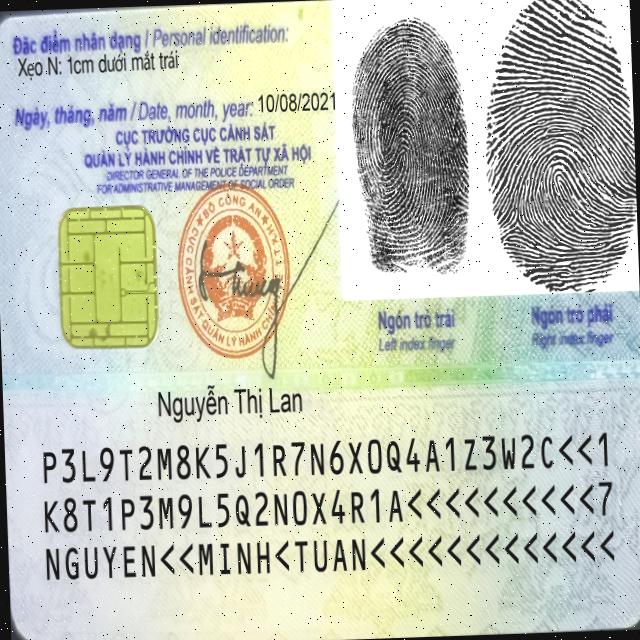 Đặc điểm nhân dạng / Personal identification:
Xẹo N: 1cm dưới mắt trái
Ngày, tháng, năm / Date, month, year: 10/08/2021
CỤC TRƯỞNG CỤC CẢNH SÁT
QUẢN LÝ HÀNH CHÍNH VỀ TRẬT TỰ XÃ HỘI
DIRECTOR GENERAL OF THE POLICE DEPARTMENT
FOR ADMINISTRATIVE MANAGEMENT OF SOCIAL ORDER
BỘ CÔNG AN
CỤC CẢNH SÁT QUẢN LÝ HÀNH CHÍNH
Ngón trỏ trái
Left index finger
Ngón trỏ phải
Right index finger
Nguyễn Thị Lan
P3L9T2M8K5J1R7N6X0Q4A1Z3W2C<<1
K8T1P3M9L5Q2N0X4R1A<<<<<<<<<<7
NGUYEN<<MINH<TUAN<<<<<<<<<<<<<